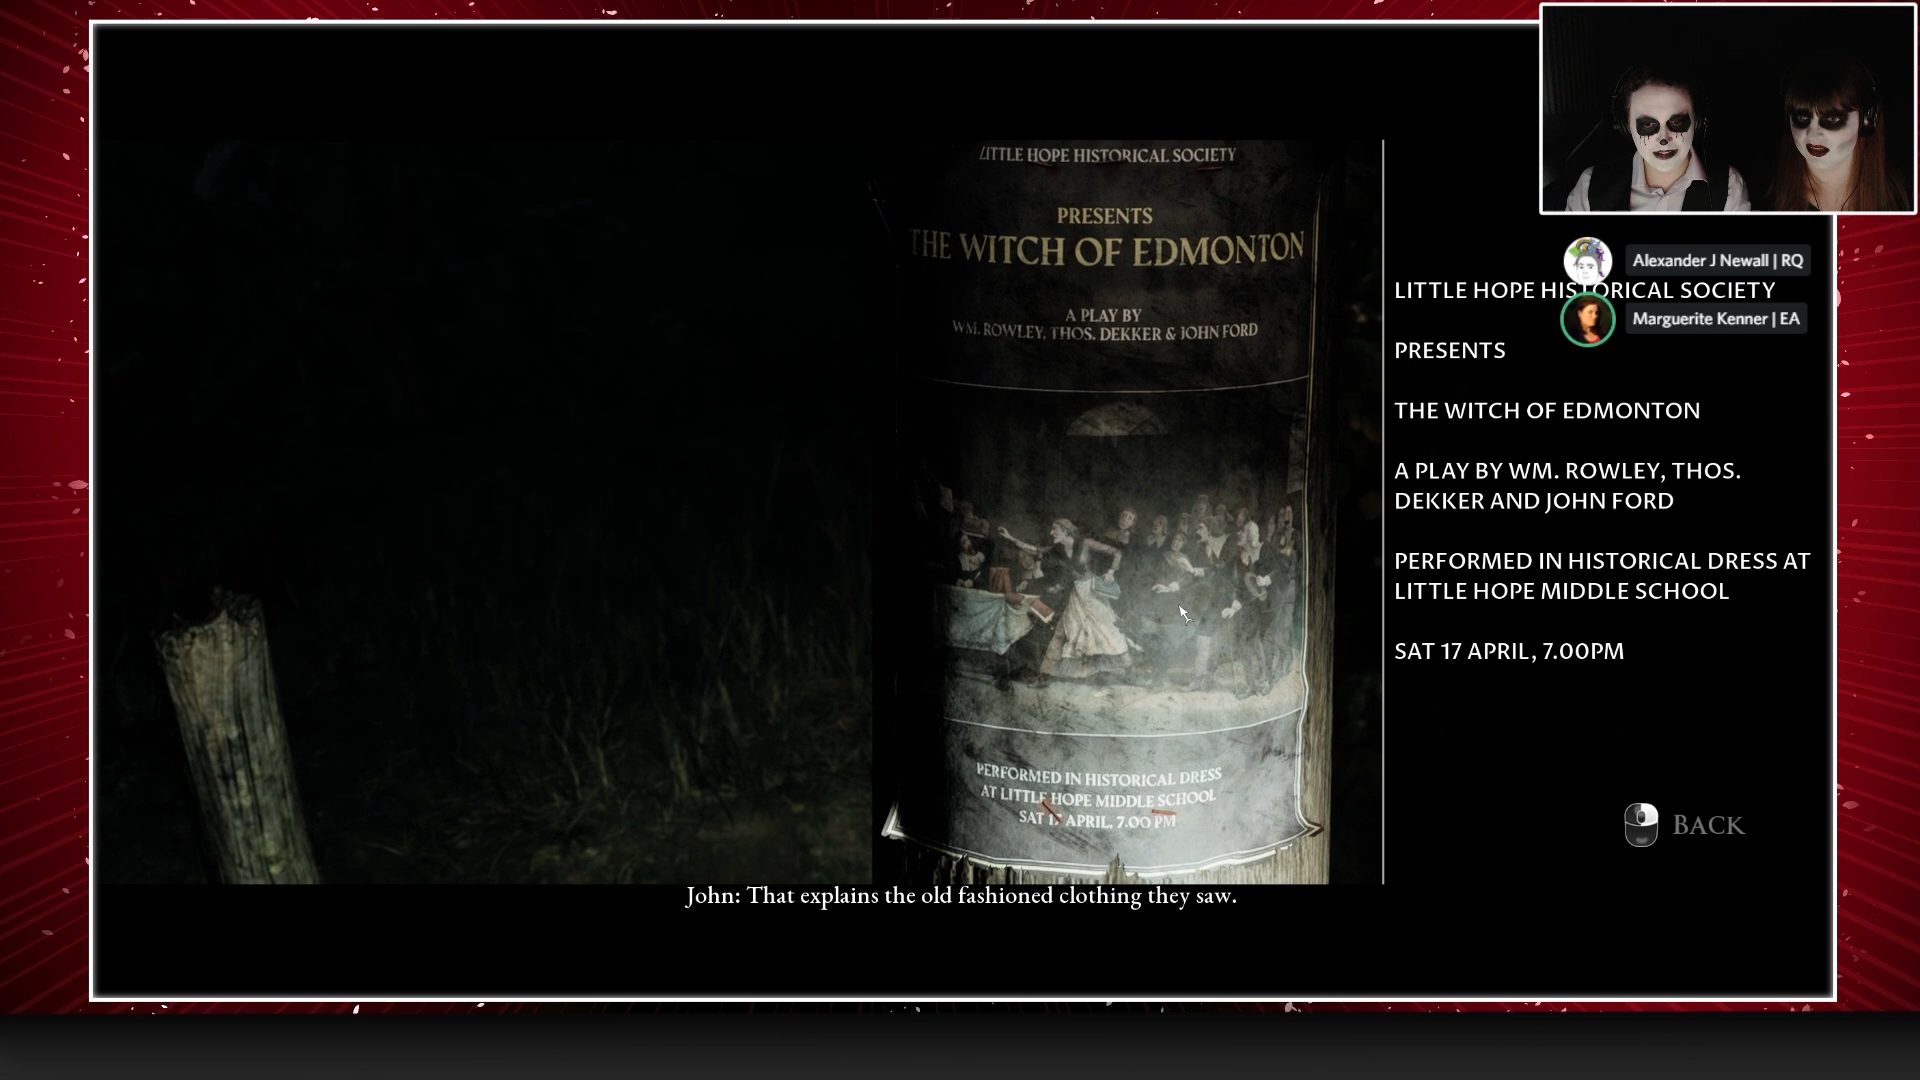 LITTLE HOPE HISTORICAL SOCIETY
PRESENTS
THE WITCH OF EDMONTON
A PLAY BY
WM. ROWLEY, THOS. DEKKER & JOHN FORD
PERFORMED IN HISTORICAL DRESS
AT LITTLE HOPE MIDDLE SCHOOL
SAT 17 APRIL, 7.00 PM
Alexander J Newall | RQ
LITTLE HOPE HISTORICAL SOCIETY
Marguerite Kenner | EA
PRESENTS
THE WITCH OF EDMONTON
A PLAY BY WM. ROWLEY, THOS.
DEKKER AND JOHN FORD
PERFORMED IN HISTORICAL DRESS AT
LITTLE HOPE MIDDLE SCHOOL
SAT 17 APRIL, 7.00PM
BACK
John: That explains the old fashioned clothing they saw.